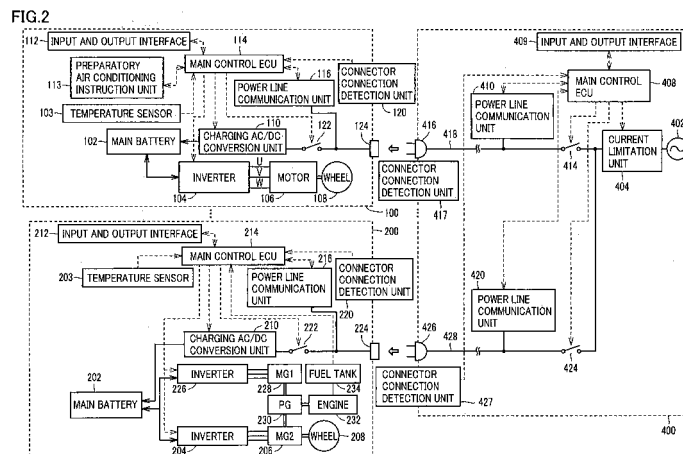 FIG.2
112
INPUT AND OUTPUT INTERFACE
114
MAIN CONTROL ECU
PREPARATORY
AIR CONDITIONING
INSTRUCTION UNIT
113
116
POWER LINE
COMMUNICATION UNIT
CONNECTOR
CONNECTION
DETECTION UNIT
120
TEMPERATURE SENSOR
103
110
122
124
102
MAIN BATTERY
CHARGING AC/DC
CONVERSION UNIT
INVERTER
104
U
V
W
MOTOR
106
WHEEL
108
100
409
INPUT AND OUTPUT INTERFACE
MAIN CONTROL
ECU
408
410
POWER LINE
COMMUNICATION UNIT
402
416
418
414
CURRENT
LIMITATION
UNIT
404
CONNECTOR
CONNECTION
DETECTION UNIT
417
200
212
INPUT AND OUTPUT INTERFACE
214
MAIN CONTROL ECU
203
TEMPERATURE SENSOR
216
POWER LINE
COMMUNICATION UNIT
CONNECTOR
CONNECTION
DETECTION UNIT
220
210
222
224
CHARGING AC/DC
CONVERSION UNIT
202
MAIN BATTERY
INVERTER
226
MG1
228
FUEL TANK
234
PG
230
ENGINE
232
INVERTER
204
MG2
206
WHEEL
208
420
POWER LINE
COMMUNICATION UNIT
426
428
424
CONNECTOR
CONNECTION
DETECTION UNIT
427
400